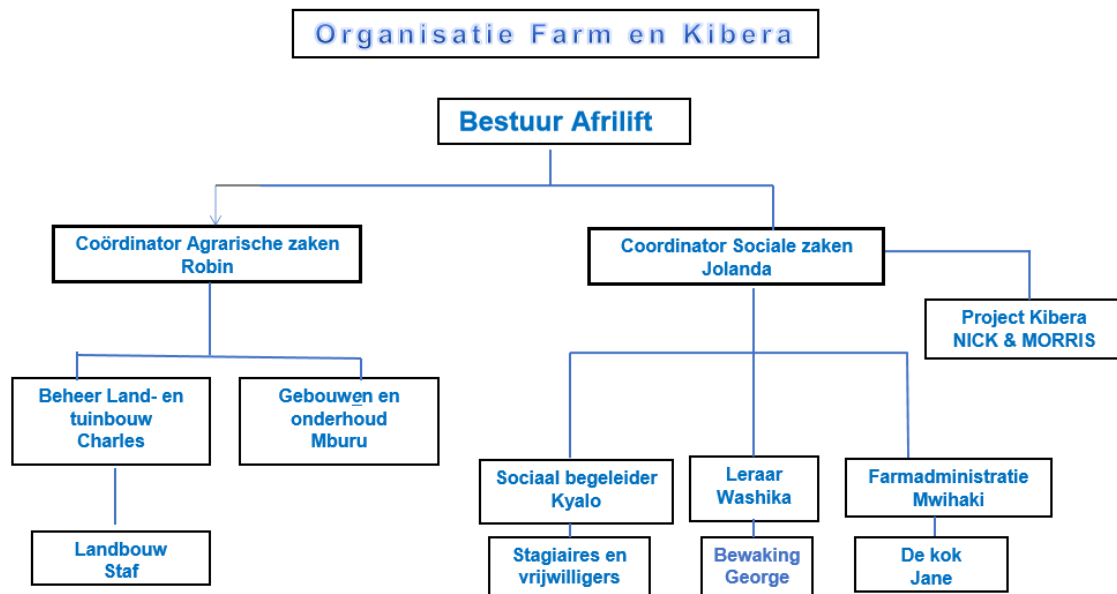 Organisatie Farm en Kibera
Bestuur Afrilift
Coördinator Agrarische zaken
Robin
Coordinator Sociale zaken
Jolanda
Project Kibera
NICK & MORRIS
Beheer Land- en
tuinbouw
Charles
Gebouwen en
onderhoud
Mburu
Sociaal begeleider
Kyalo
Leraar
Washika
Farmadministratie
Mwihaki
Landbouw
Staf
Stagiaires en
vrijwilligers
Bewaking
George
De kok
Jane